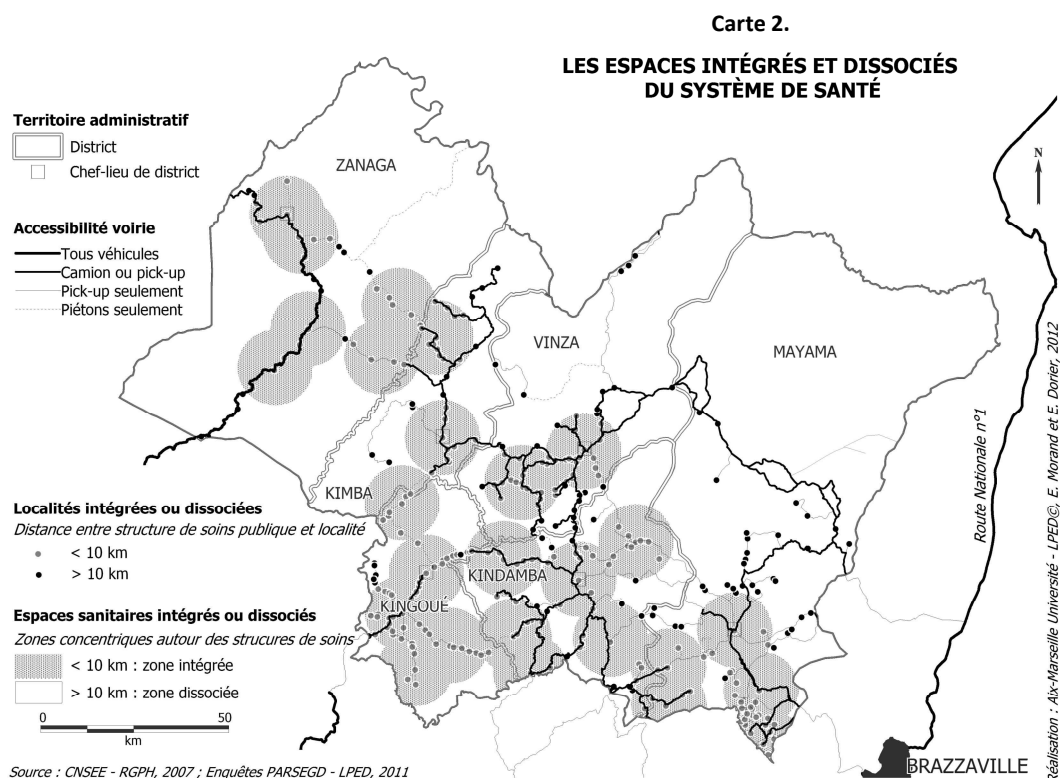 Carte 2.
LES ESPACES INTÉGRÉS ET DISSOCIÉS
DU SYSTÈME DE SANTÉ
Territoire administratif
District
Chef-lieu de district
Accessibilité voirie
Tous véhicules
Camion ou pick-up
Pick-up seulement
Piétons seulement
ZANAGA
VINZA
MAYAMA
KIMBA
KINDAMBA
KINGOUÉ
N
Route Nationale n°1
BRAZZAVILLE
Localités intégrées ou dissociées
Distance entre structure de soins publique et localité
< 10 km
> 10 km
Espaces sanitaires intégrés ou dissociés
Zones concentriques autour des strucures de soins
< 10 km : zone intégrée
> 10 km : zone dissociée
0 50
km
Source : CNSEE - RGPH, 2007 ; Enquêtes PARSEGD - LPED, 2011
Réalisation : Aix-Marseille Université - LPED©, E. Morand et E. Dorier, 2012